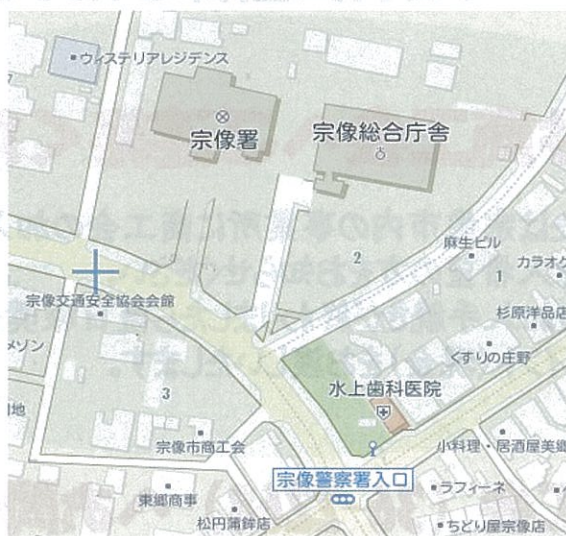 ウィステリアレジデンス
宗像署
宗像総合庁舎
麻生ビル
カラオケ
2
1
杉原洋品店
宗像交通安全協会会館
メゾン
くすりの庄野
水上歯科医院
3
宗像市商工会
小料理・居酒屋美郷
宗像警察署入口
ラフィーネ
東郷商事
松円蒲鉾店
ちどり屋宗像店